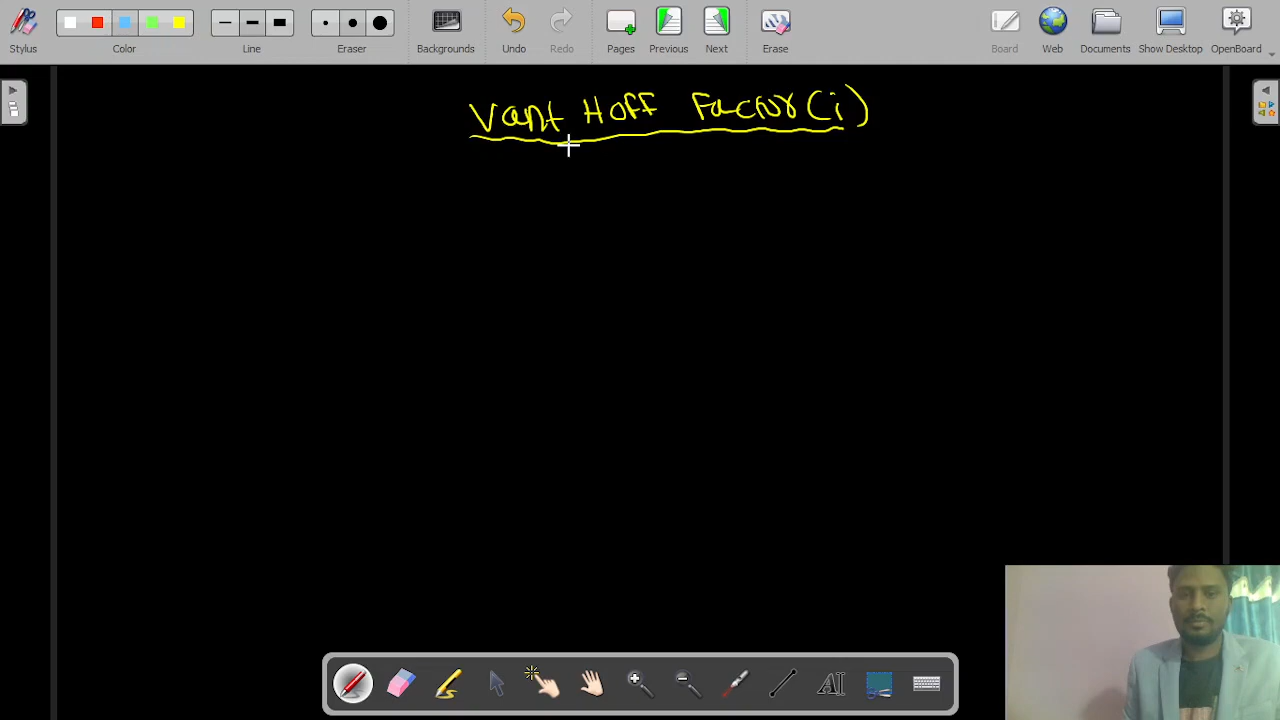 Stylus
Color
Line
Eraser
Backgrounds
Undo
Redo
Pages
Previous
Next
Erase
Board
Web
Documents
Show Desktop
OpenBoard
Vant Hoff Factor (i)
AI